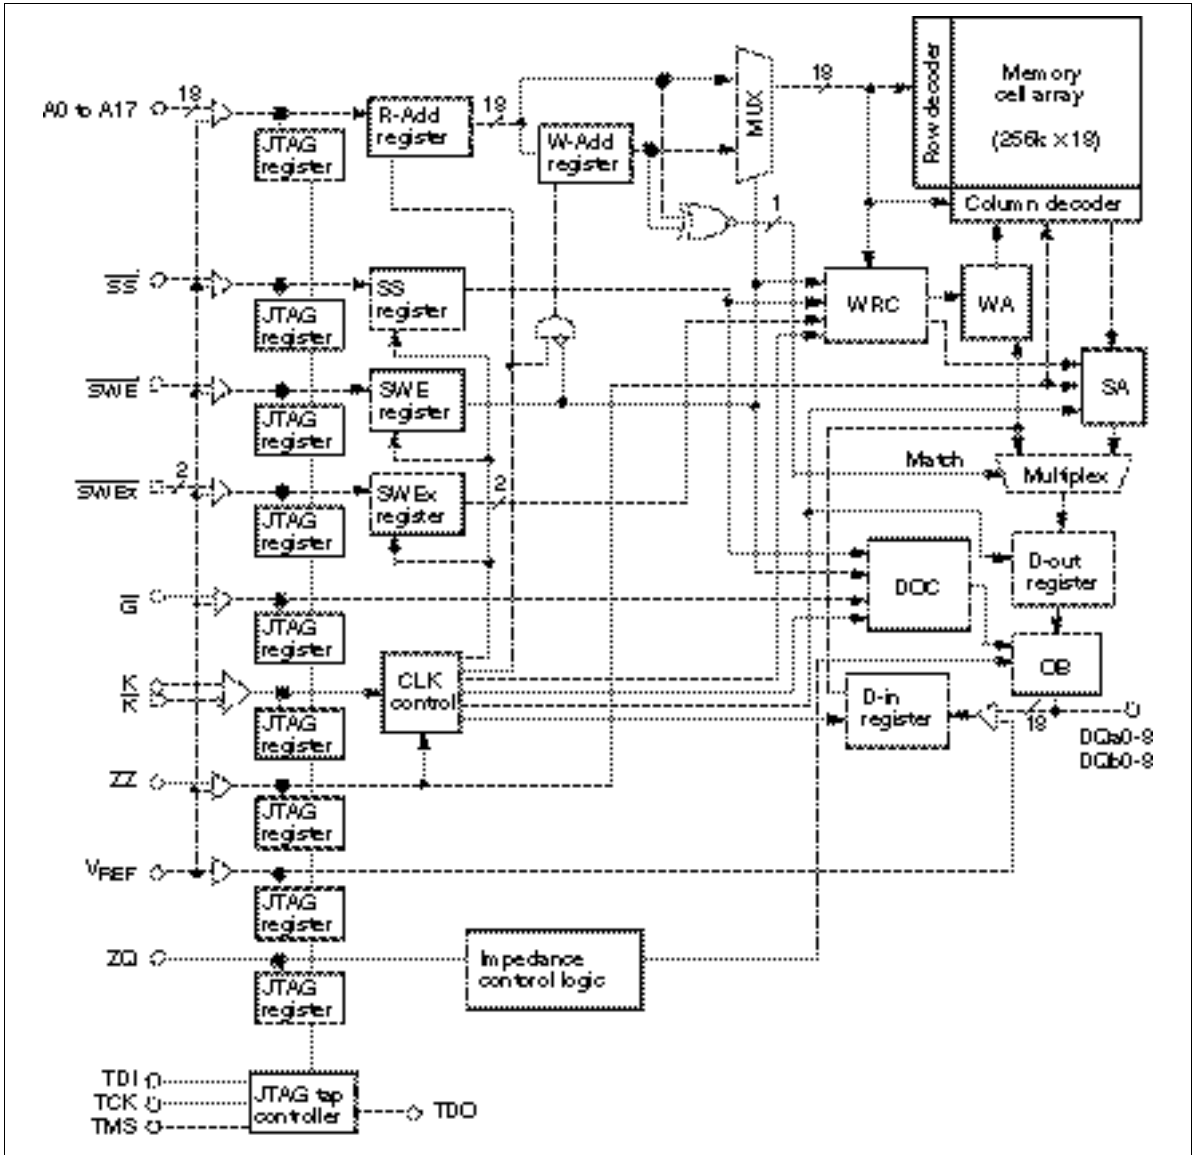 A0 to A17
18
JTAG
register
R-Add
register
18
W-Add
register
MUX
18
Row decoder
Memory
cell array
(256k × 18)
Column decoder
1
SS
JTAG
register
SS
register
WRC
WA
SA
SWE
JTAG
register
SWE
register
Match
Multiplex
SWEx
2
JTAG
register
SWEx
register
2
DOC
D-out
register
G
JTAG
register
OB
K
K
JTAG
register
CLK
control
D-in
register
18
DQa0-8
DQb0-8
ZZ
JTAG
register
VREF
JTAG
register
ZQ
JTAG
register
Impedance
control logic
TDI
TCK
TMS
JTAG tap
controller
TDO